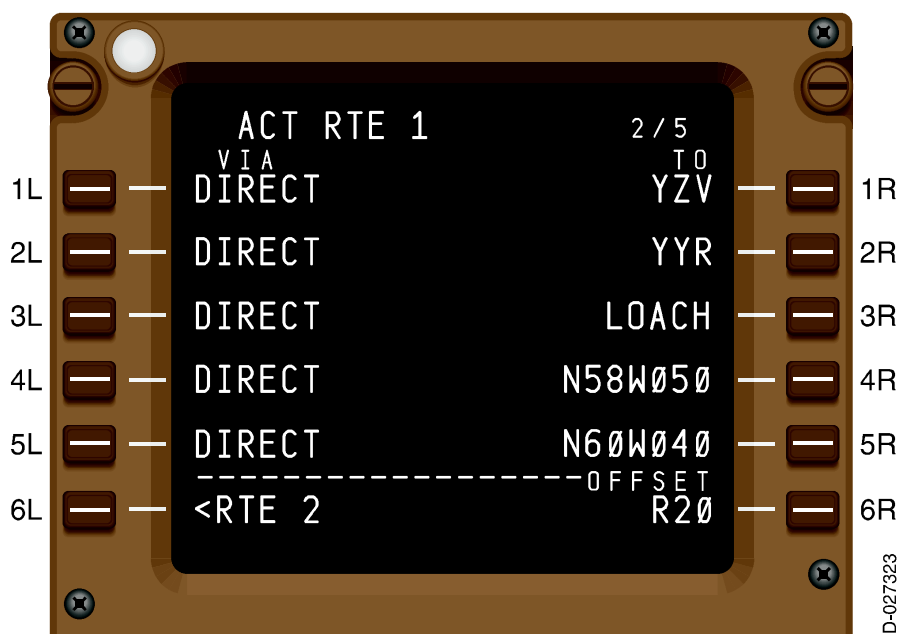 ACT RTE 1 2/5
VIA TO
1L DIRECT YZV 1R
2L DIRECT YYR 2R
3L DIRECT LOACH 3R
4L DIRECT N58W050 4R
5L DIRECT N60W040 5R
--------------------OFFSET
6L <RTE 2 R20 6R
D-027323